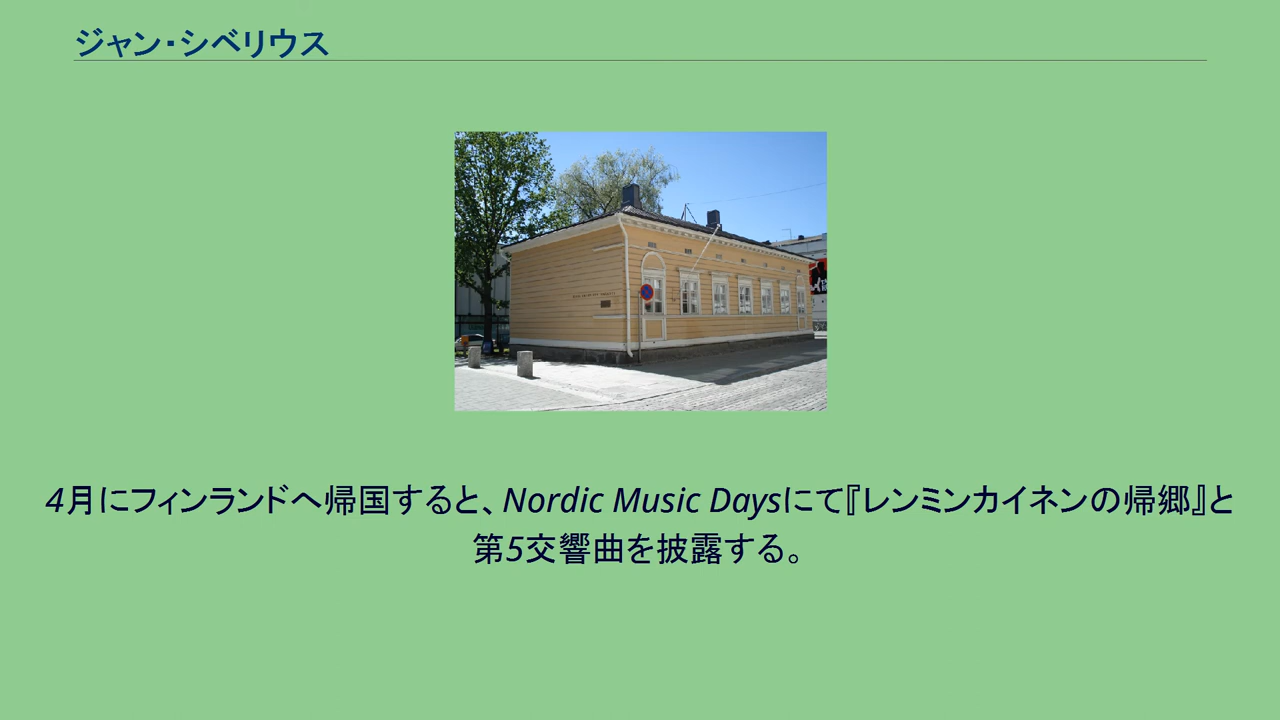 ジャン・シベリウス
4月にフィンランドへ帰国すると、Nordic Music Daysにて『レンミンカイネンの帰郷』と
第5交響曲を披露する。